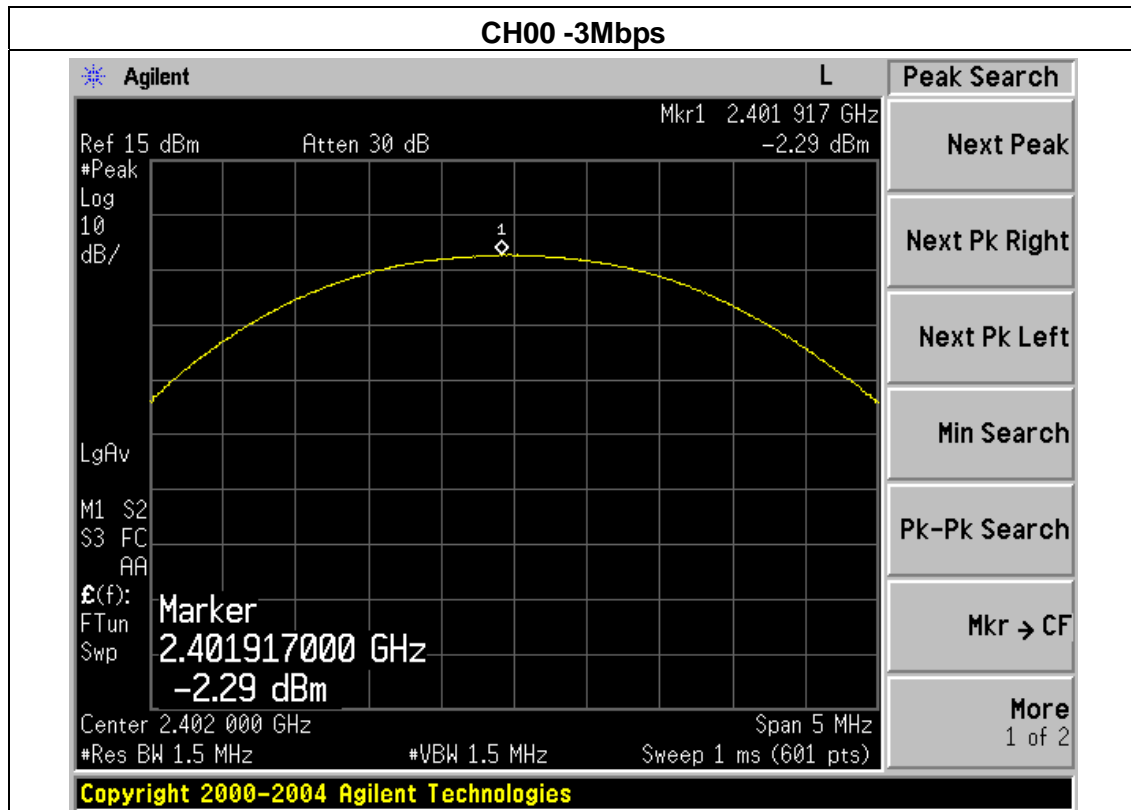 CH00 -3Mbps
Agilent L Peak Search
Mkr1 2.401 917 GHz
Ref 15 dBm Atten 30 dB -2.29 dBm
#Peak
Log
10
dB/
1
LgAv
M1 S2
S3 FC
AA
£(f):
FTun
Swp
Marker
2.401917000 GHz
-2.29 dBm
Center 2.402 000 GHz Span 5 MHz
#Res BW 1.5 MHz #VBW 1.5 MHz Sweep 1 ms (601 pts)
Next Peak
Next Pk Right
Next Pk Left
Min Search
Pk-Pk Search
Mkr → CF
More
1 of 2
Copyright 2000-2004 Agilent Technologies